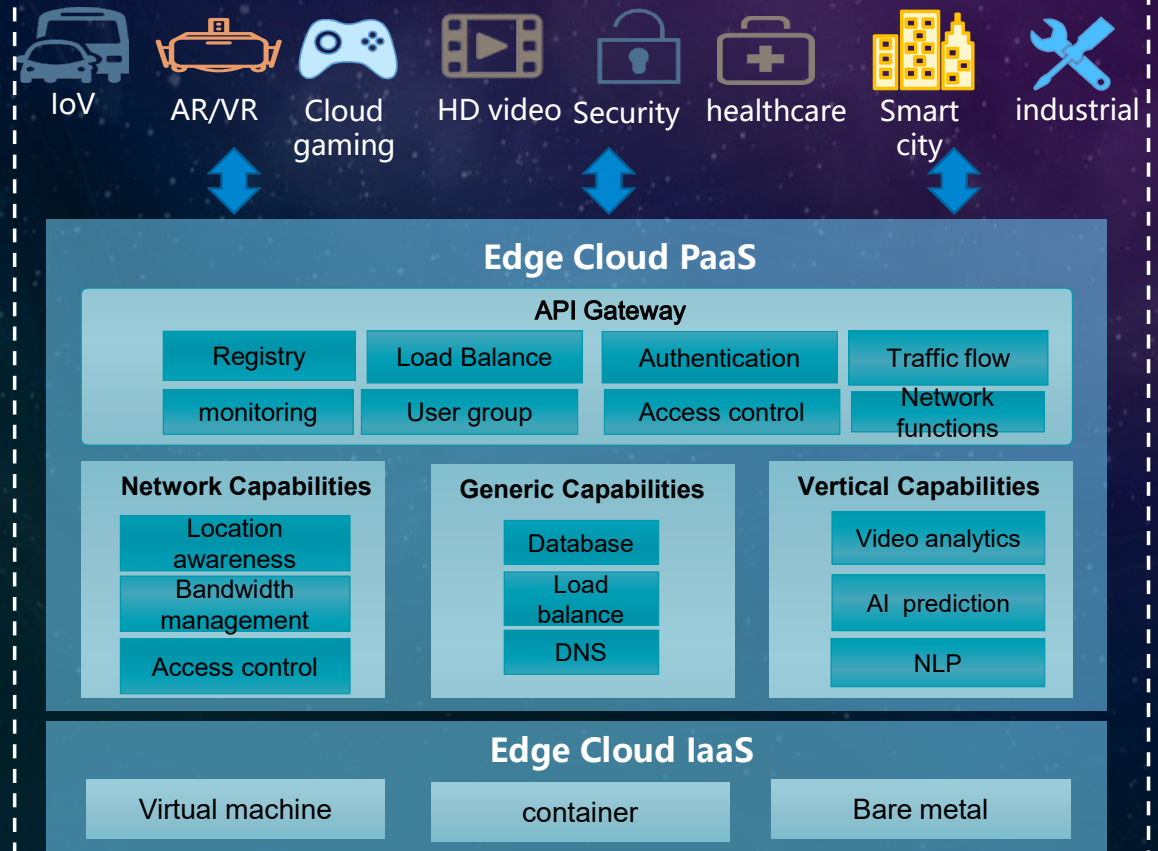 IoV
AR/VR
Cloud
gaming
HD video
Security
healthcare
Smart
city
industrial
Edge Cloud PaaS
API Gateway
Registry
Load Balance
Authentication
Traffic flow
monitoring
User group
Access control
Network
functions
Network Capabilities
Location
awareness
Bandwidth
management
Access control
Generic Capabilities
Database
Load
balance
DNS
Vertical Capabilities
Video analytics
AI prediction
NLP
Edge Cloud IaaS
Virtual machine
container
Bare metal